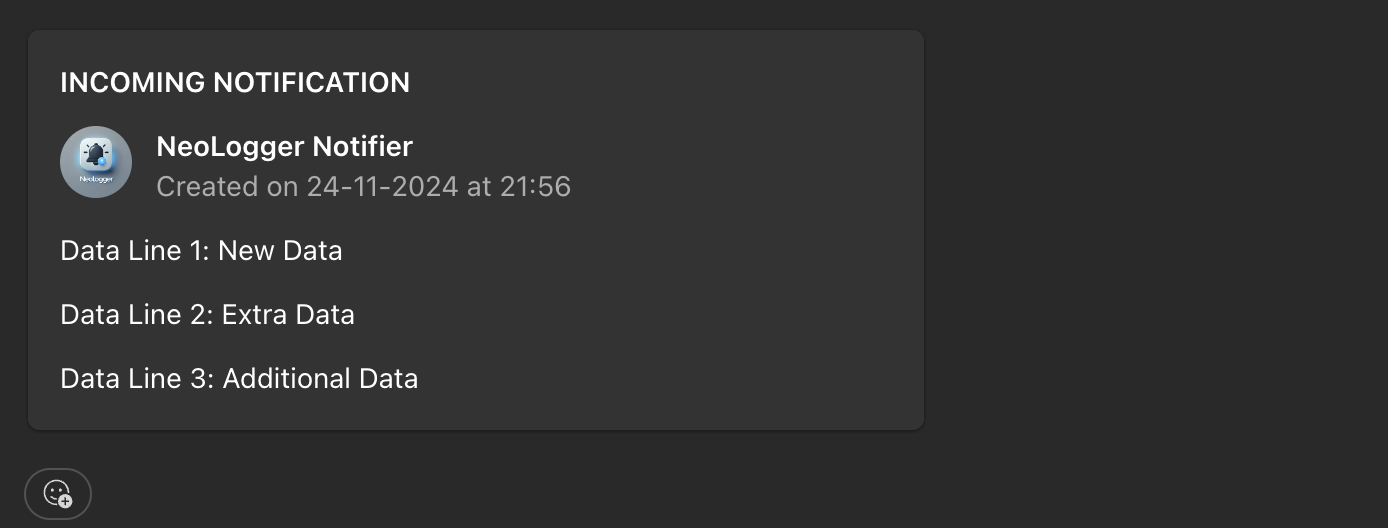 INCOMING NOTIFICATION
NeoLogger
NeoLogger Notifier
Created on 24-11-2024 at 21:56
Data Line 1: New Data
Data Line 2: Extra Data
Data Line 3: Additional Data